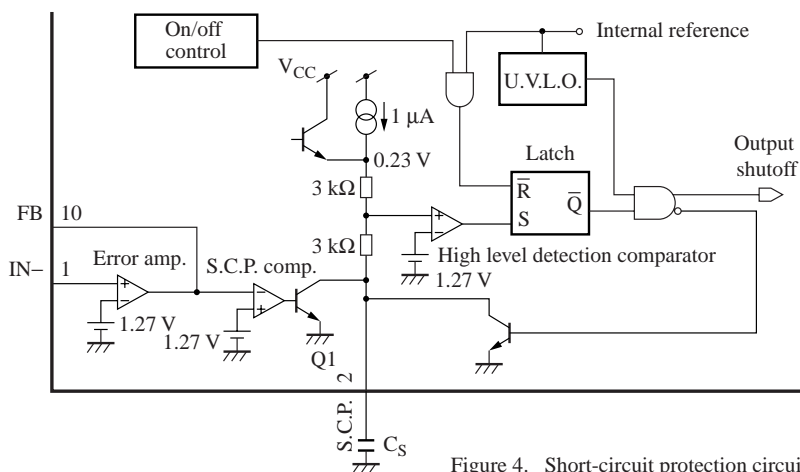 On/off
control
Internal reference
V_CC
U.V.L.O.
1 µA
0.23 V
Output
shutoff
Latch
3 kΩ
R̅
S
Q̅
FB
10
3 kΩ
High level detection comparator
1.27 V
IN−
1
Error amp.
S.C.P. comp.
1.27 V
1.27 V
Q1
S.C.P. 2
C_S
Figure 4. Short-circuit protection circui